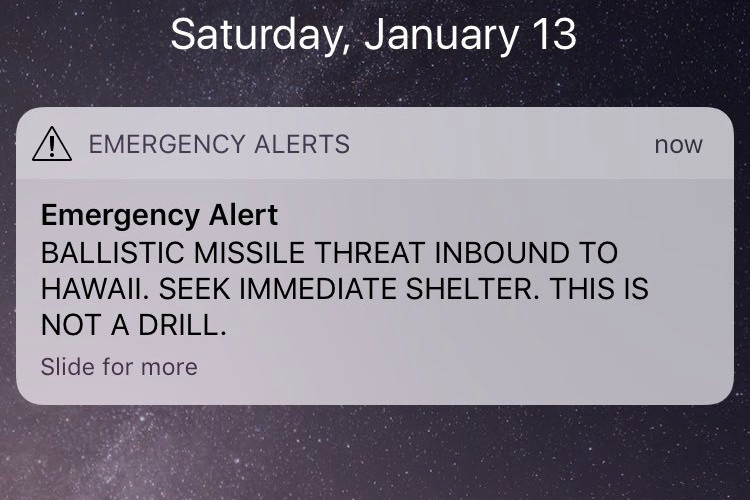 Saturday, January 13
EMERGENCY ALERTS now
Emergency Alert
BALLISTIC MISSILE THREAT INBOUND TO
HAWAII. SEEK IMMEDIATE SHELTER. THIS IS
NOT A DRILL.
Slide for more